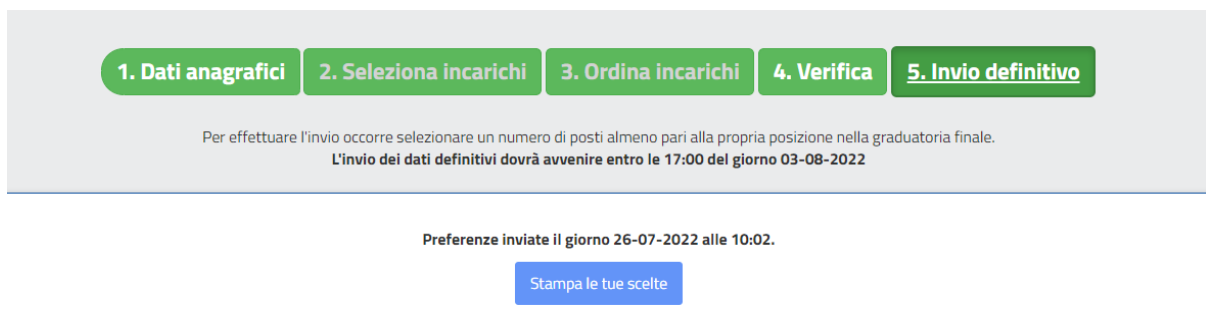 1. Dati anagrafici 2. Seleziona incarichi 3. Ordina incarichi 4. Verifica 5. Invio definitivo
Per effettuare l'invio occorre selezionare un numero di posti almeno pari alla propria posizione nella graduatoria finale.
L'invio dei dati definitivi dovrà avvenire entro le 17:00 del giorno 03-08-2022
Preferenze inviate il giorno 26-07-2022 alle 10:02.
Stampa le tue scelte